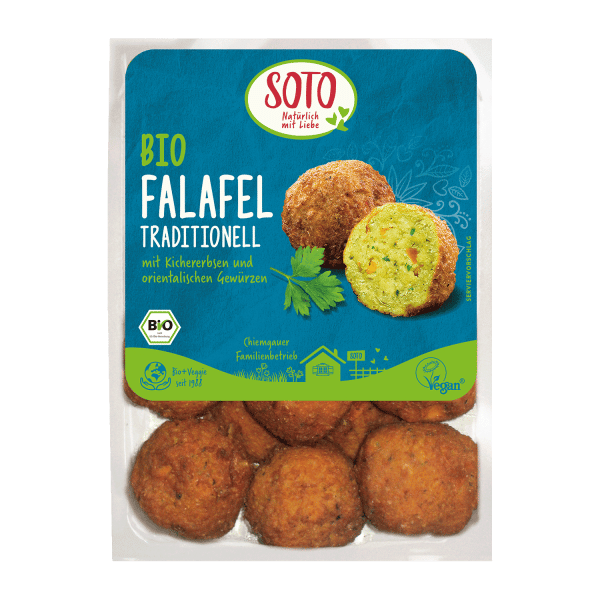 SOTO
Natürlich
mit Liebe
BIO
FALAFEL
TRADITIONELL
mit Kichererbsen und
orientalischen Gewürzen
SERVIERVORSCHLAG
BIO
Chiemgauer
Familienbetrieb
SOTO
Bio + Veggie
seit 1988
Vegan®